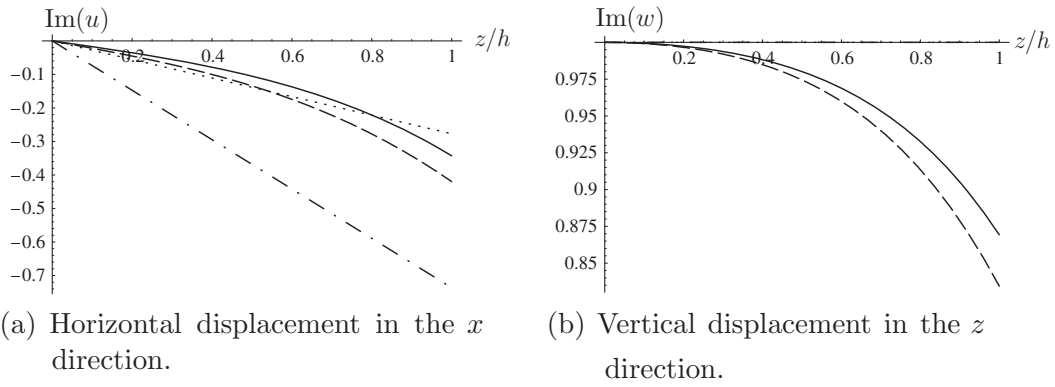 Im(u)
z/h
0.2 0.4 0.6 0.8 1
−0.1
−0.2
−0.3
−0.4
−0.5
−0.6
−0.7
(a) Horizontal displacement in the x
direction.
Im(w)
z/h
0.2 0.4 0.6 0.8 1
0.975
0.95
0.925
0.9
0.875
0.85
(b) Vertical displacement in the z
direction.